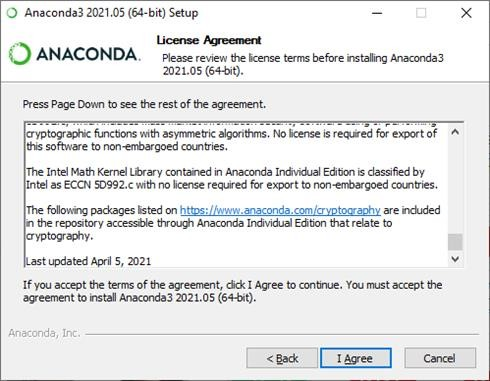 Anaconda3 2021.05 (64-bit) Setup
ANACONDA.
License Agreement
Please review the license terms before installing Anaconda3
2021.05 (64-bit).
Press Page Down to see the rest of the agreement.
cryptographic functions with asymmetric algorithms. No license is required for export of
this software to non-embargoed countries.
The Intel Math Kernel Library contained in Anaconda Individual Edition is classified by
Intel as ECCN 5D992.c with no license required for export to non-embargoed countries.
The following packages listed on https://www.anaconda.com/cryptography are included
in the repository accessible through Anaconda Individual Edition that relate to
cryptography.
Last updated April 5, 2021
If you accept the terms of the agreement, click I Agree to continue. You must accept the
agreement to install Anaconda3 2021.05 (64-bit).
Anaconda, Inc.
< Back
I Agree
Cancel